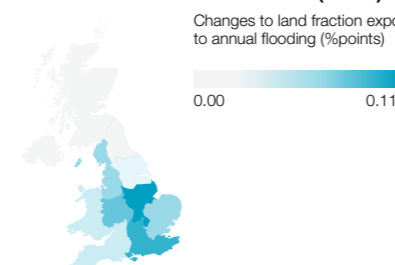 Changes to land fraction
to annual flooding (%points)
0.00
0.11